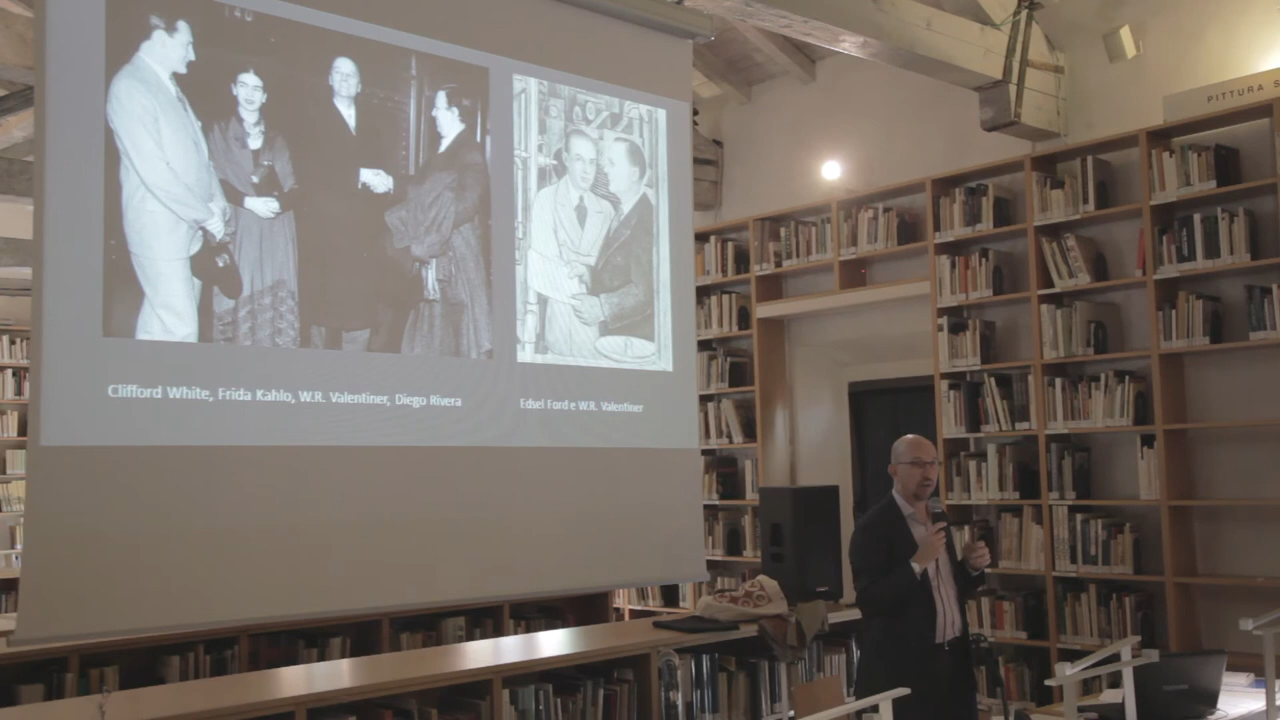 PITTURA S
Clifford White, Frida Kahlo, W.R. Valentiner, Diego Rivera
Edsel Ford e W.R. Valentiner